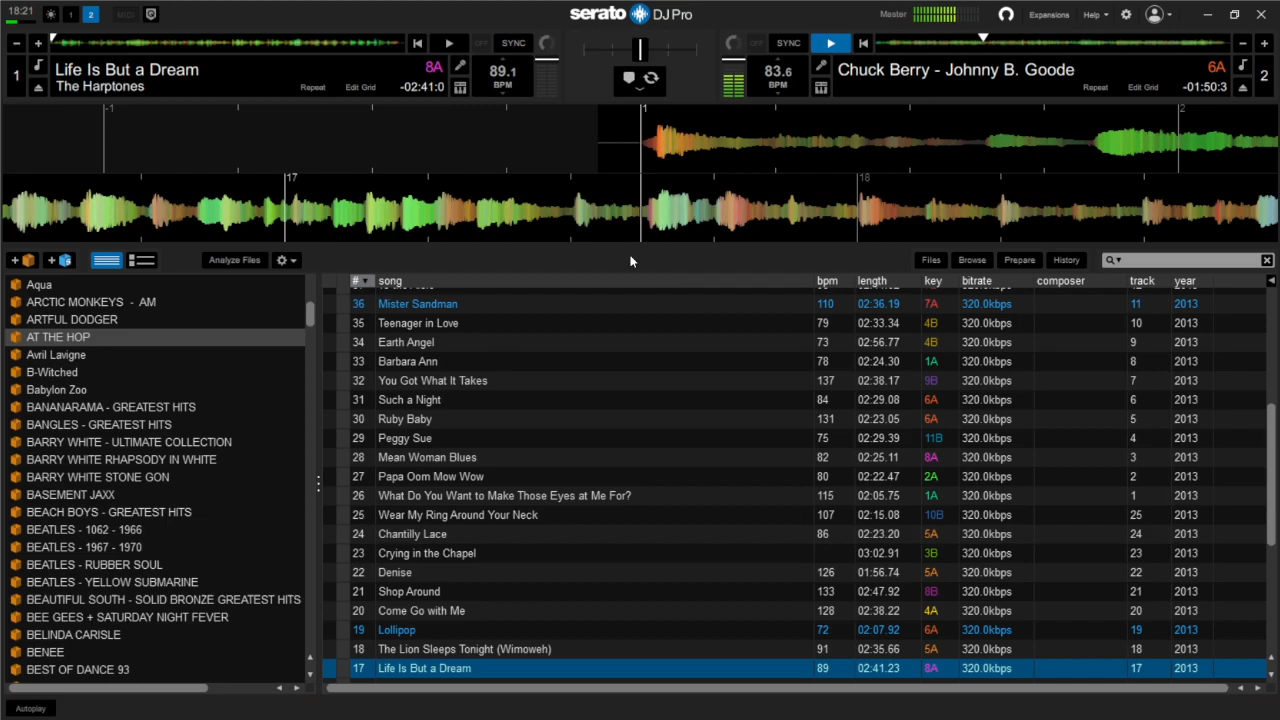 18:21 1 2 MIDI serato DJ Pro Master Expansions Help
SYNC SYNC
1 Life Is But a Dream 8A 89.1 83.6 Chuck Berry - Johnny B. Goode 6A 2
The Harptones Repeat Edit Grid -02:41:0 BPM BPM Repeat Edit Grid -01:50:3
-1 1 2
17 18
Analyze Files Files Browse Prepare History
# song bpm length key bitrate composer track year
Aqua
ARCTIC MONKEYS - AM
ARTFUL DODGER
AT THE HOP
Avril Lavigne
B-Witched
Babylon Zoo
BANANARAMA - GREATEST HITS
BANGLES - GREATEST HITS
BARRY WHITE - ULTIMATE COLLECTION
BARRY WHITE RHAPSODY IN WHITE
BARRY WHITE STONE GON
BASEMENT JAXX
BEACH BOYS - GREATEST HITS
BEATLES - 1062 - 1966
BEATLES - 1967 - 1970
BEATLES - RUBBER SOUL
BEATLES - YELLOW SUBMARINE
BEAUTIFUL SOUTH - SOLID BRONZE GREATEST HITS
BEE GEES + SATURDAY NIGHT FEVER
BELINDA CARISLE
BENEE
BEST OF DANCE 93
36 Mister Sandman 110 02:36.19 7A 320.0kbps 11 2013
35 Teenager in Love 79 02:33.34 4B 320.0kbps 10 2013
34 Earth Angel 73 02:56.77 4B 320.0kbps 9 2013
33 Barbara Ann 78 02:24.30 1A 320.0kbps 8 2013
32 You Got What It Takes 137 02:38.17 9B 320.0kbps 7 2013
31 Such a Night 84 02:29.08 6A 320.0kbps 6 2013
30 Ruby Baby 131 02:23.05 6A 320.0kbps 5 2013
29 Peggy Sue 75 02:29.39 11B 320.0kbps 4 2013
28 Mean Woman Blues 82 02:25.11 8A 320.0kbps 3 2013
27 Papa Oom Mow Wow 80 02:22.47 2A 320.0kbps 2 2013
26 What Do You Want to Make Those Eyes at Me For? 115 02:05.75 1A 320.0kbps 1 2013
25 Wear My Ring Around Your Neck 107 02:15.08 10B 320.0kbps 25 2013
24 Chantilly Lace 86 02:23.20 5A 320.0kbps 24 2013
23 Crying in the Chapel 03:02.91 3B 320.0kbps 23 2013
22 Denise 126 01:56.74 5A 320.0kbps 22 2013
21 Shop Around 133 02:47.92 8B 320.0kbps 21 2013
20 Come Go with Me 128 02:38.22 4A 320.0kbps 20 2013
19 Lollipop 72 02:07.92 6A 320.0kbps 19 2013
18 The Lion Sleeps Tonight (Wimoweh) 91 02:35.66 5A 320.0kbps 18 2013
17 Life Is But a Dream 89 02:41.23 8A 320.0kbps 17 2013
Autoplay